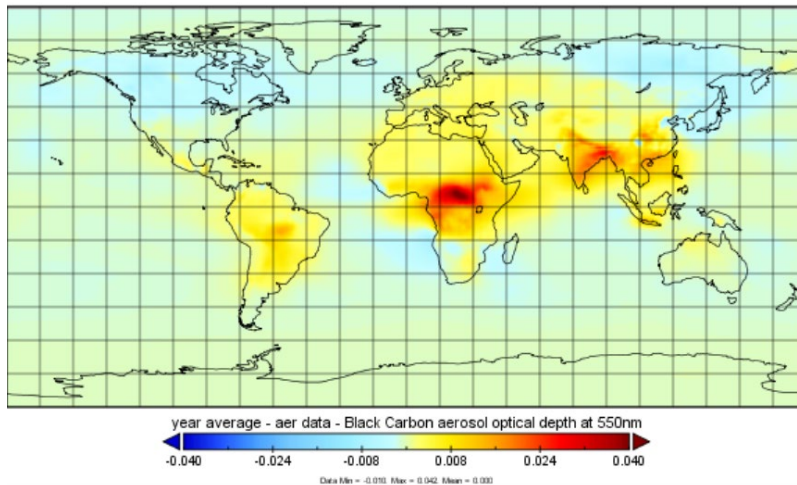 year average - aer data - Black Carbon aerosol optical depth at 550nm
-0.040 -0.024 -0.008 0.008 0.024 0.040
Data Min = -0.010, Max = 0.042, Mean = 0.000